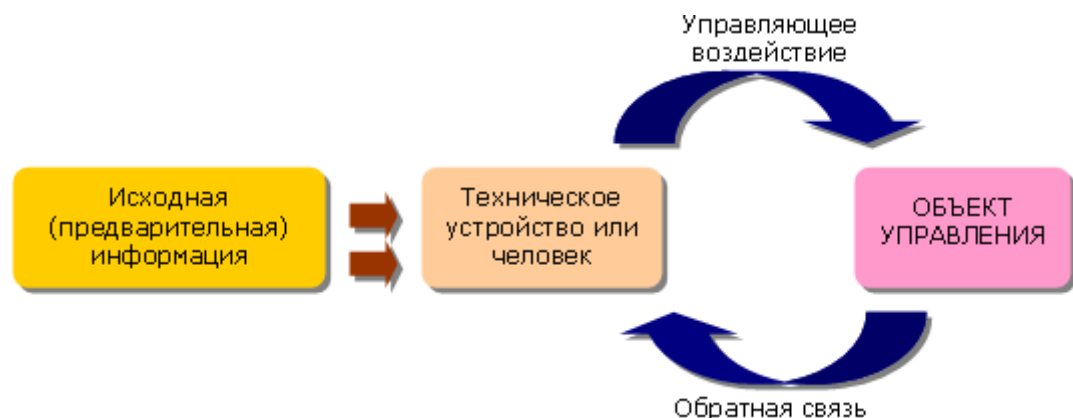 Управляющее
воздействие
Исходная
(предварительная)
информация
Техническое
устройство или
человек
ОБЪЕКТ
УПРАВЛЕНИЯ
Обратная связь